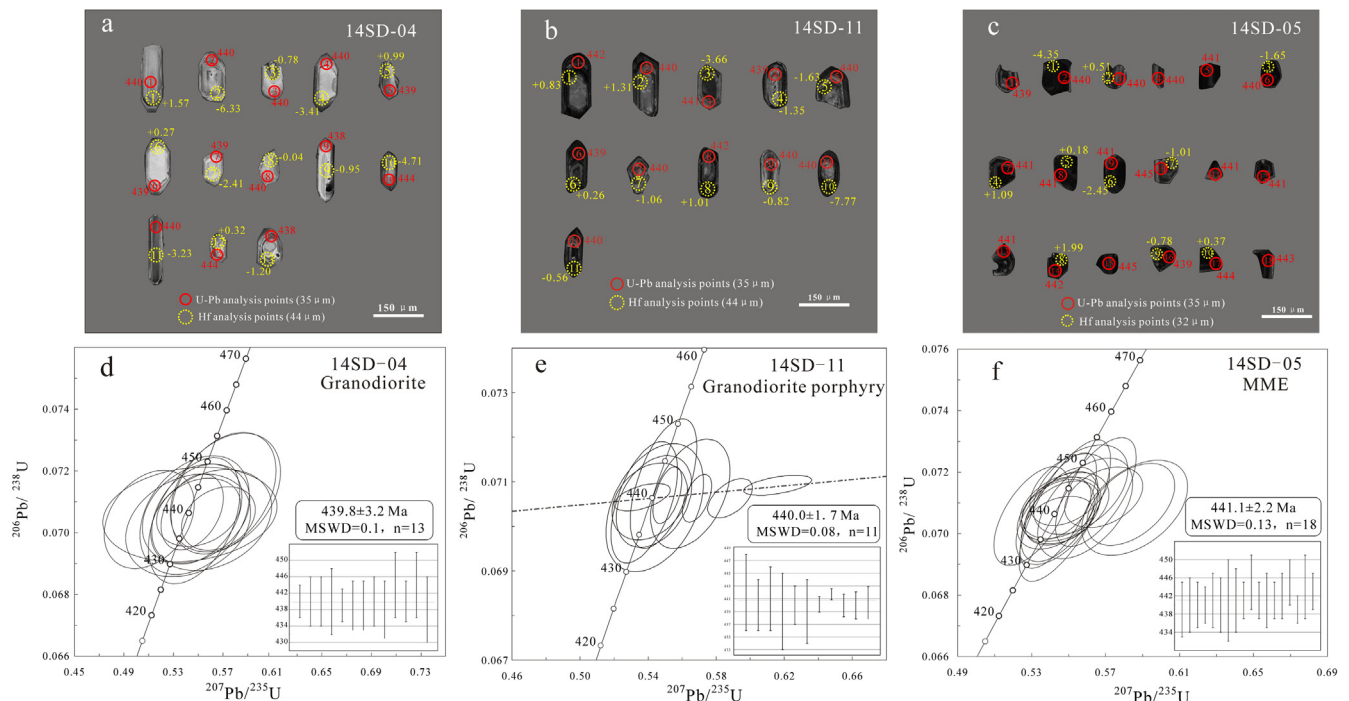 a 14SD-04
440 +1.57
440 -6.33
-0.78 440
440 -3.41
+0.99 439
+0.27 439
439 -2.41
-0.04 440
438 -0.95
-4.71 444
440 -3.23
+0.32 444
438 -1.20
U-Pb analysis points (35 μm)
Hf analysis points (44 μm)
150 μm
b 14SD-11
442 +0.83
440 +1.31
-3.66 441
439 -1.35
440 -1.63
439 +0.26
440 -1.06
442 +1.01
440 -0.82
440 -7.77
440 -0.56
U-Pb analysis points (35 μm)
Hf analysis points (44 μm)
150 μm
c 14SD-05
439
-4.35 440
+0.51 440
440
441
-1.65 440
441 +1.09
+0.18 441
441 -2.45
-1.01 445
441
441
441
+1.99 442
445
-0.78 439
+0.37 444
443
U-Pb analysis points (35 μm)
Hf analysis points (32 μm)
150 μm
d 14SD-04
Granodiorite
470
460
450
440
430
420
439.8±3.2 Ma
MSWD=0.1, n=13
450
446
442
438
434
430
0.074
0.072
0.070
0.068
0.066
0.45 0.49 0.53 0.57 0.61 0.65 0.69 0.73
206Pb/ 238U
207Pb/235U
e 14SD-11
Granodiorite porphyry
460
450
440
430
420
440.0±1.7 Ma
MSWD=0.08, n=11
0.073
0.071
0.069
0.067
0.46 0.50 0.54 0.58 0.62 0.66
206Pb/ 238U
207Pb/235U
f 14SD-05
MME
470
460
450
440
430
420
441.1±2.2 Ma
MSWD=0.13, n=18
450
446
442
438
434
0.076
0.074
0.072
0.070
0.068
0.066
0.49 0.53 0.57 0.61 0.65 0.69
206Pb/ 238U
207Pb/235U